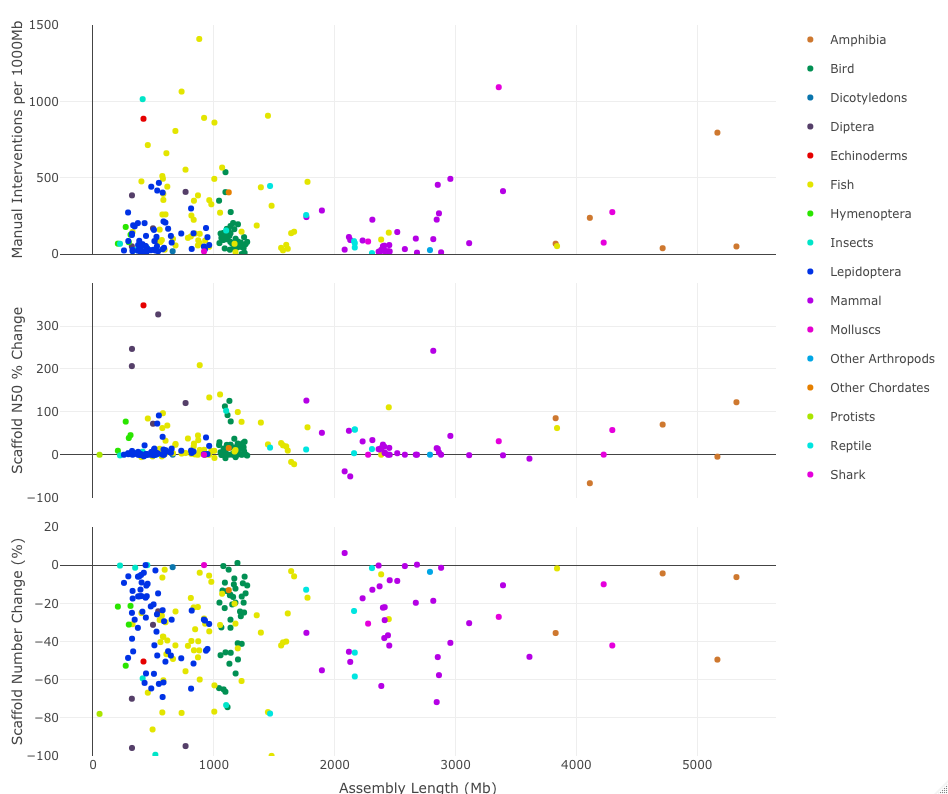 Manual Interventions per 1000Mb
1500
1000
500
0
Scaffold N50 % Change
300
200
100
0
−100
Scaffold Number Change (%)
20
0
−20
−40
−60
−80
−100
0 1000 2000 3000 4000 5000
Assembly Length (Mb)
Amphibia
Bird
Dicotyledons
Diptera
Echinoderms
Fish
Hymenoptera
Insects
Lepidoptera
Mammal
Molluscs
Other Arthropods
Other Chordates
Protists
Reptile
Shark